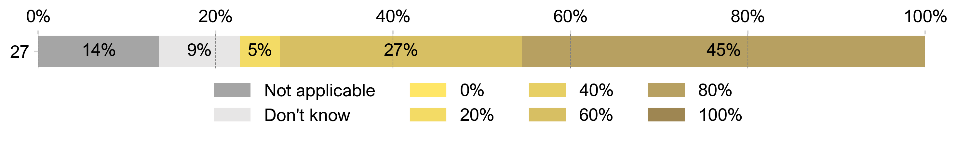 0% 20% 40% 60% 80% 100%
27 14% 9% 5% 27% 45%
Not applicable 0% 40% 80%
Don't know 20% 60% 100%